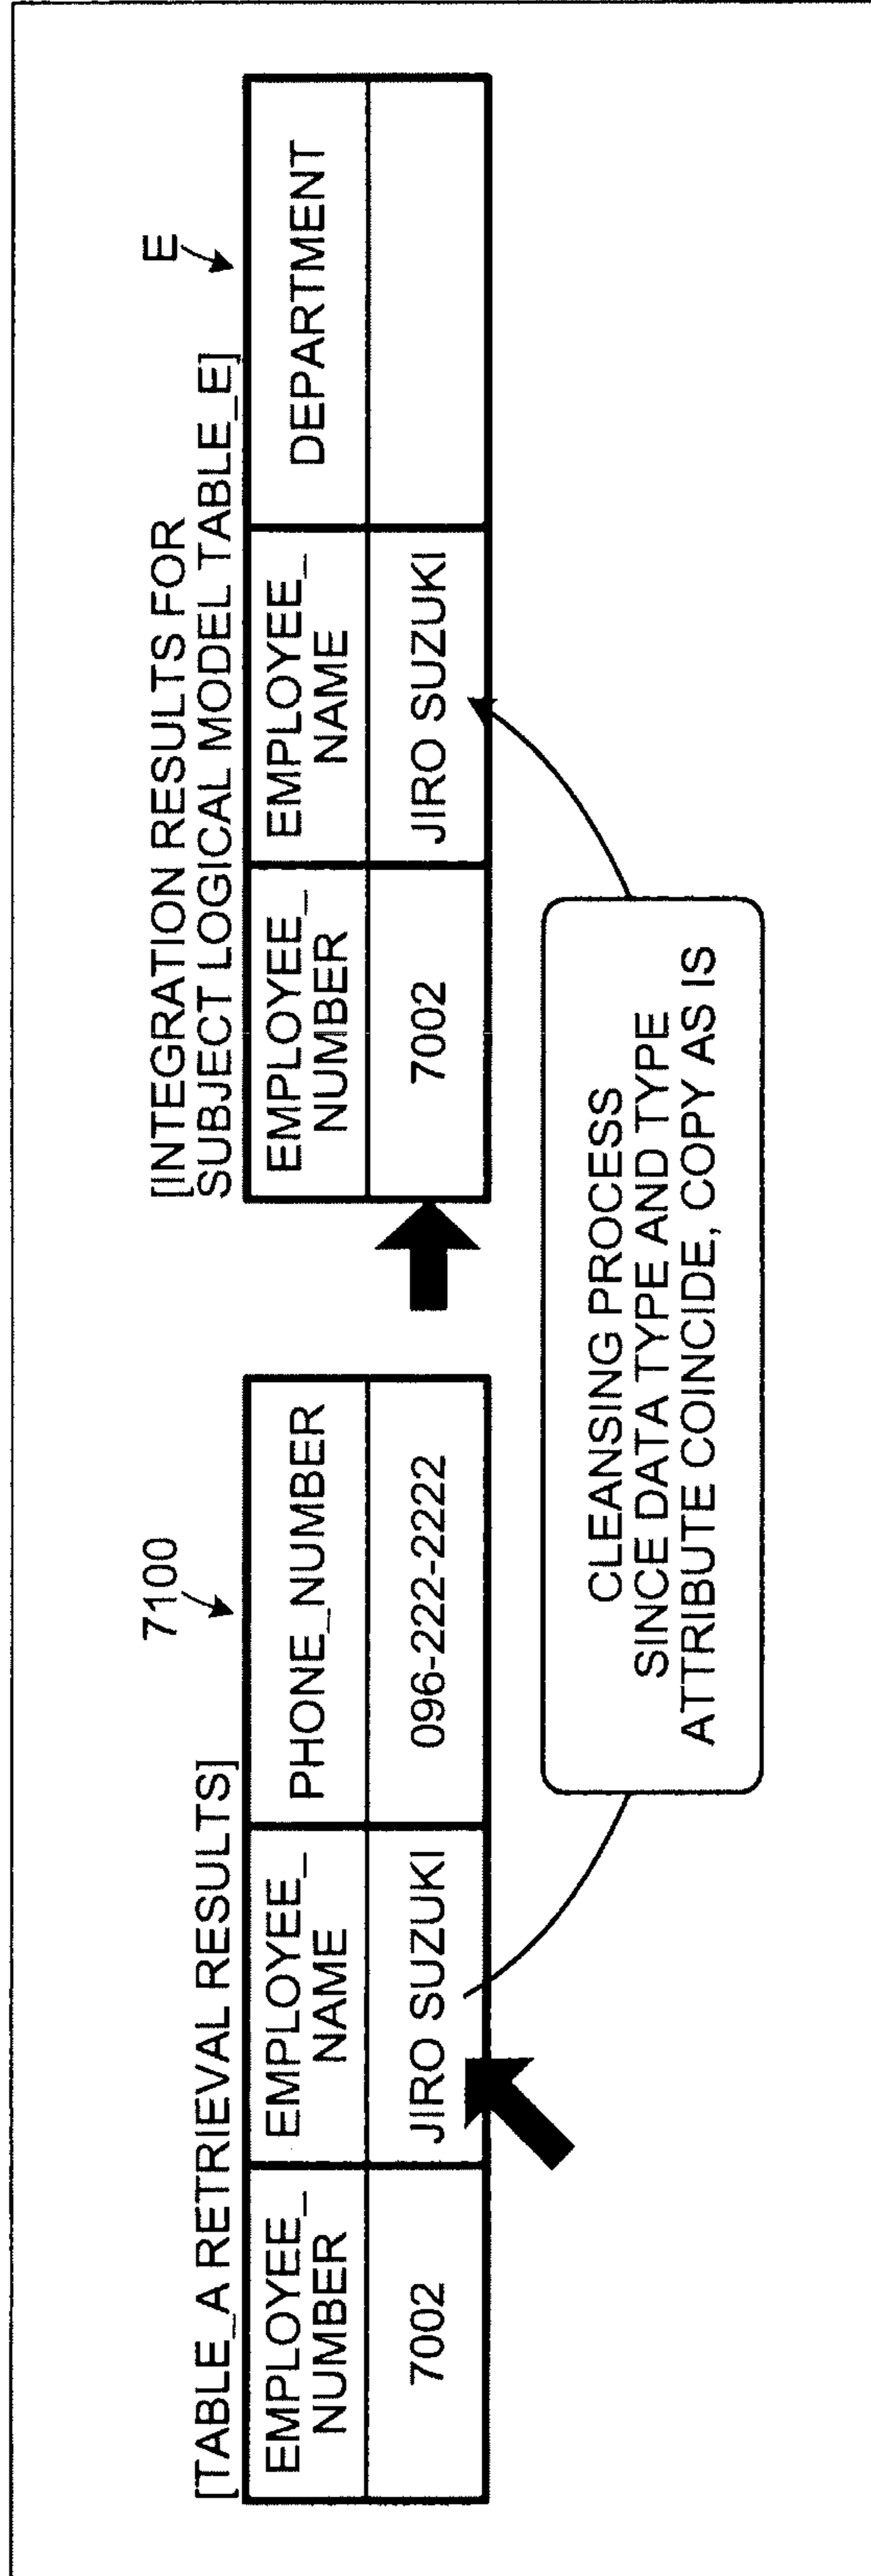 [TABLE_A RETRIEVAL RESULTS]
7100
EMPLOYEE_
NUMBER
EMPLOYEE_
NAME
PHONE_NUMBER
7002
JIRO SUZUKI
096-222-2222
[INTEGRATION RESULTS FOR
SUBJECT LOGICAL MODEL TABLE_E]
E
EMPLOYEE_
NUMBER
EMPLOYEE_
NAME
DEPARTMENT
7002
JIRO SUZUKI
CLEANSING PROCESS
SINCE DATA TYPE AND TYPE
ATTRIBUTE COINCIDE, COPY AS IS